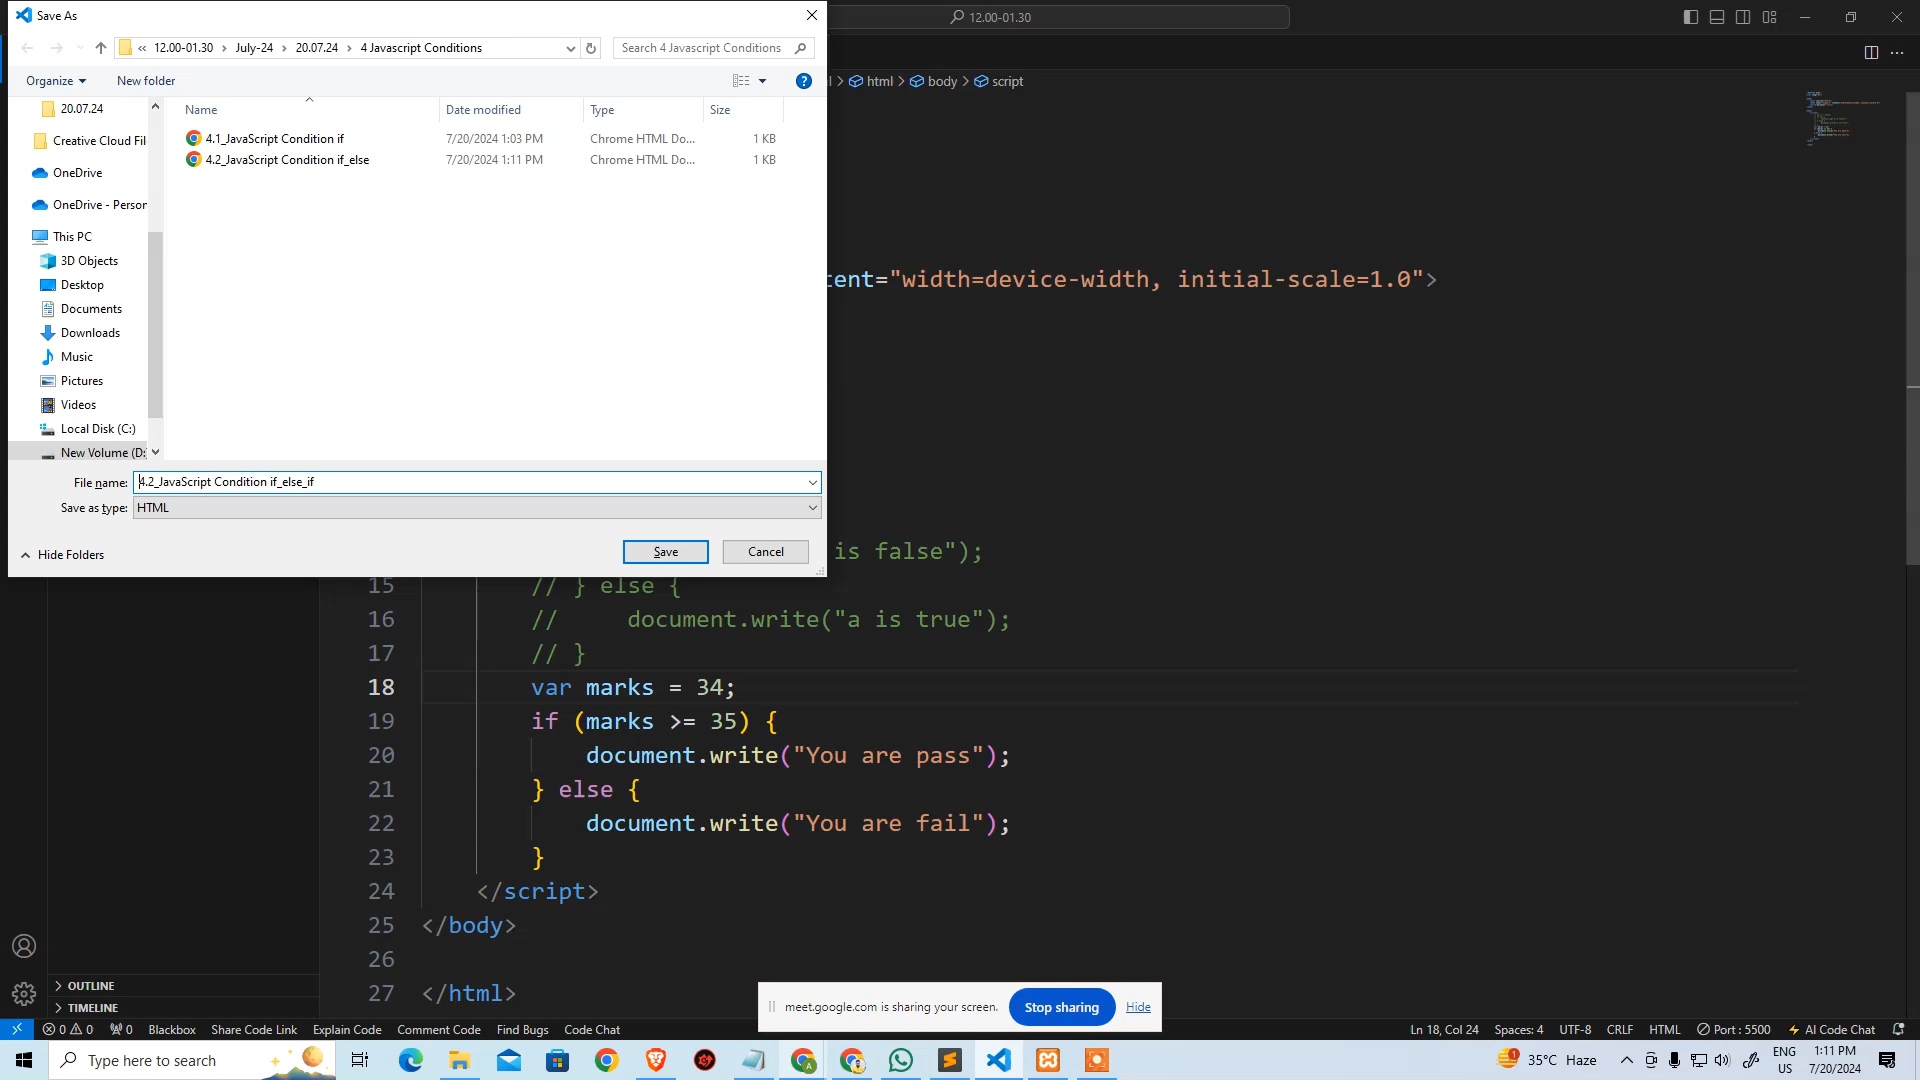 Save As
12.00-01.30
« 12.00-01.30 > July-24 > 20.07.24 > 4 Javascript Conditions
Search 4 Javascript Conditions
Organize
New folder
html > body > script
20.07.24
Creative Cloud Fil
OneDrive
OneDrive - Person
This PC
3D Objects
Desktop
Documents
Downloads
Music
Pictures
Videos
Local Disk (C:)
New Volume (D:
Name Date modified Type Size
4.1_JavaScript Condition if 7/20/2024 1:03 PM Chrome HTML Do... 1 KB
4.2_JavaScript Condition if_else 7/20/2024 1:11 PM Chrome HTML Do... 1 KB
File name: 4.2_JavaScript Condition if_else_if
Save as type: HTML
Hide Folders
Save
Cancel
tent="width=device-width, initial-scale=1.0">
is false");
15 // } else {
16 // document.write("a is true");
17 // }
18 var marks = 34;
19 if (marks >= 35) {
20 document.write("You are pass");
21 } else {
22 document.write("You are fail");
23 }
24 </script>
25 </body>
26
27 </html>
OUTLINE
TIMELINE
meet.google.com is sharing your screen. Stop sharing Hide
0 0 0 Blackbox Share Code Link Explain Code Comment Code Find Bugs Code Chat
Ln 18, Col 24 Spaces: 4 UTF-8 CRLF HTML Port : 5500 AI Code Chat
Type here to search
1 35°C Haze
ENG
US
1:11 PM
7/20/2024